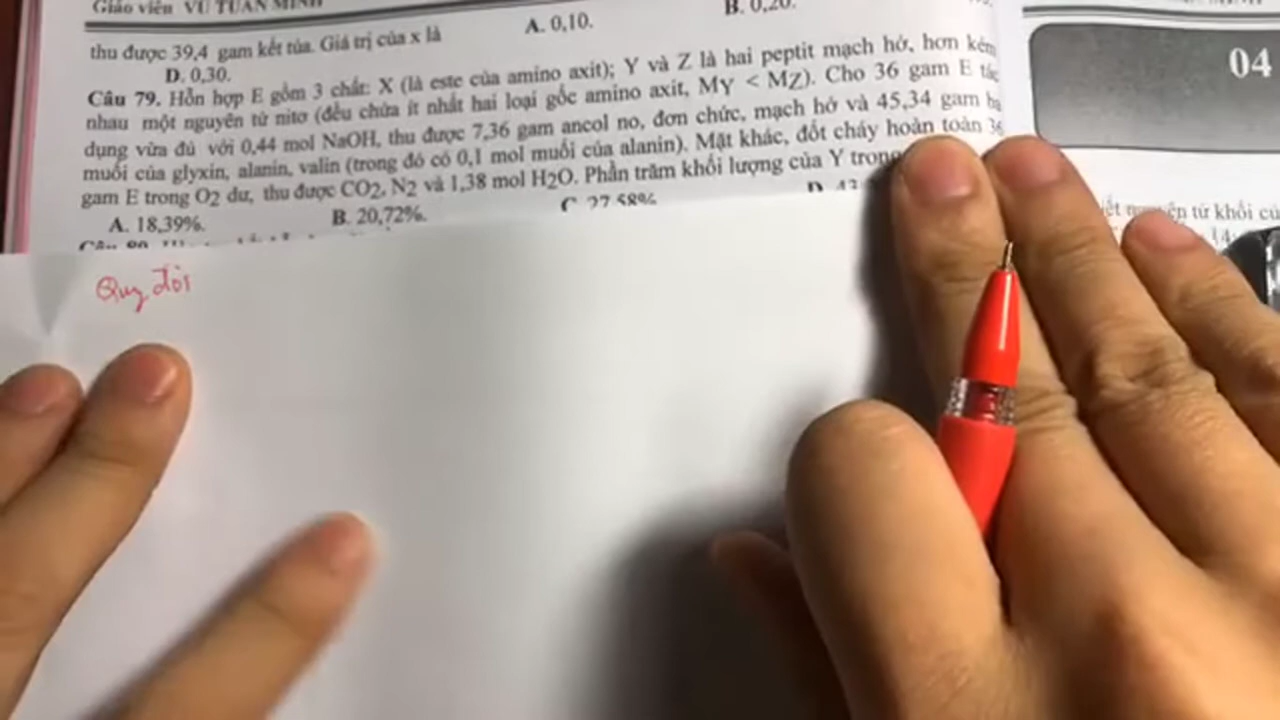 Giáo viên VŨ TUẤN MINH
thu được 39,4 gam kết tủa. Giá trị của x là
A. 0,10.
B. 0,20.
D. 0,30.
Câu 79. Hỗn hợp E gồm 3 chất: X (là este của amino axit); Y và Z là hai peptit mạch hở, hơn kém
nhau một nguyên tử nitơ (đều chứa ít nhất hai loại gốc amino axit, MY < MZ). Cho 36 gam E tác
dụng vừa đủ với 0,44 mol NaOH, thu được 7,36 gam ancol no, đơn chức, mạch hở và 45,34 gam ba
muối của glyxin, alanin, valin (trong đó có 0,1 mol muối của alanin). Mặt khác, đốt cháy hoàn toàn 36
gam E trong O2 dư, thu được CO2, N2 và 1,38 mol H2O. Phần trăm khối lượng của Y trong
A. 18,39%.
B. 20,72%.
C 27,58%
D 43
Quy đổi
04